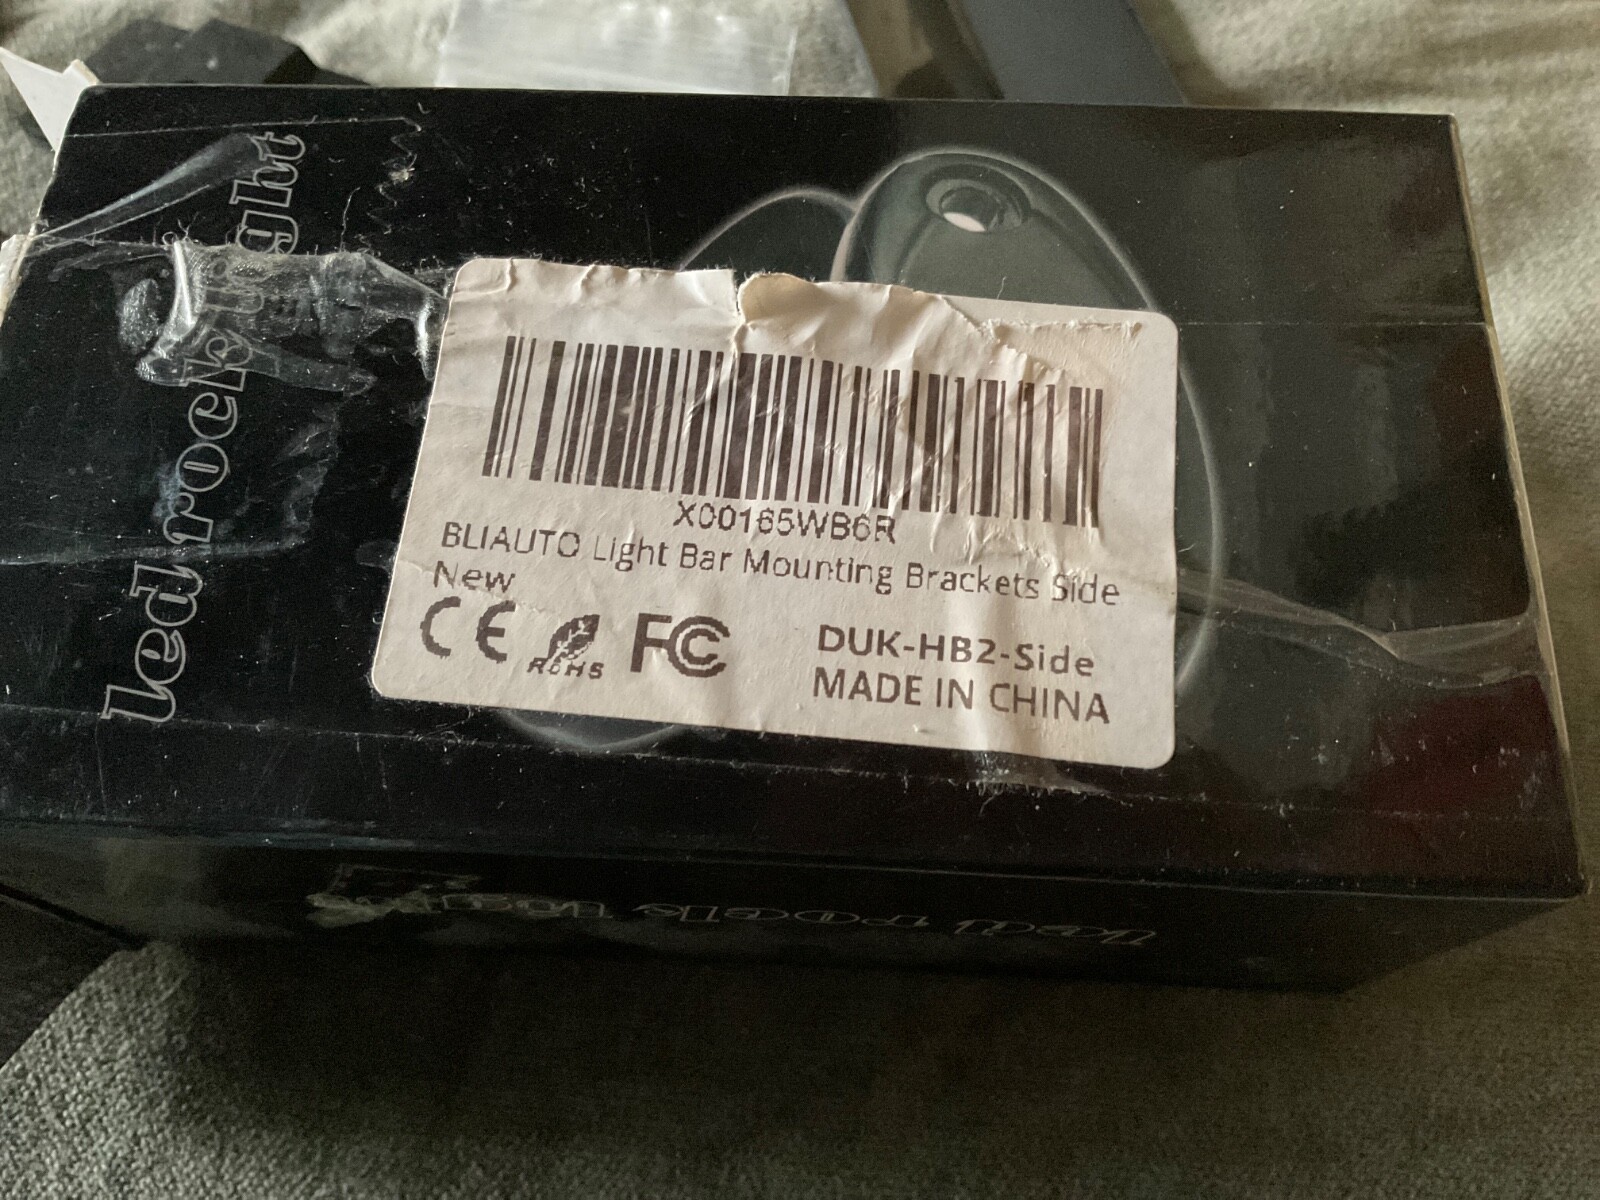 led rock light
X00165WB6R
BLIAUTO Light Bar Mounting Brackets Side
New
CE RoHS FC
DUK-HB2-Side
MADE IN CHINA
led rock light